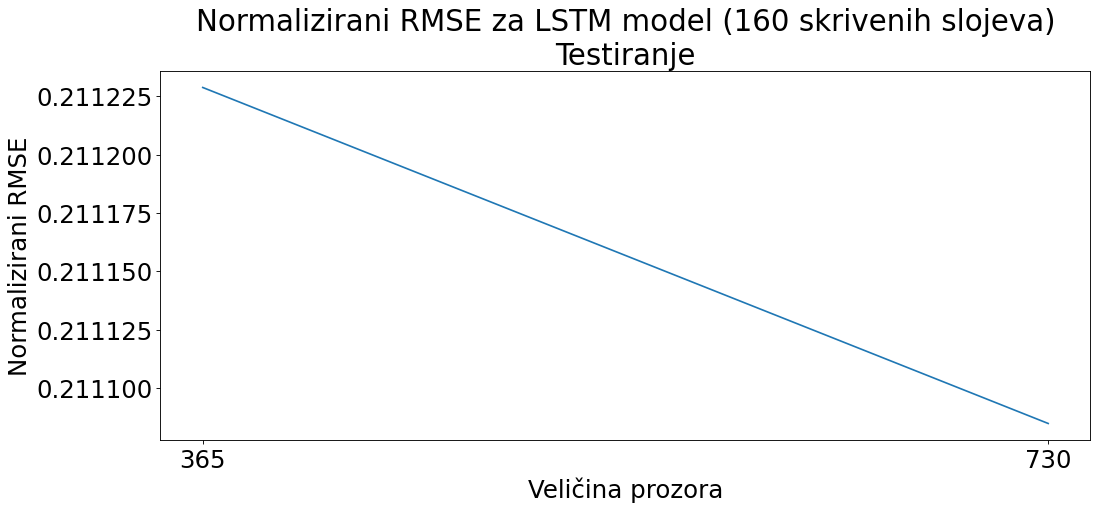 Normalizirani RMSE za LSTM model (160 skrivenih slojeva)
Testiranje
Normalizirani RMSE
0.211225
0.211200
0.211175
0.211150
0.211125
0.211100
365
730
Veličina prozora